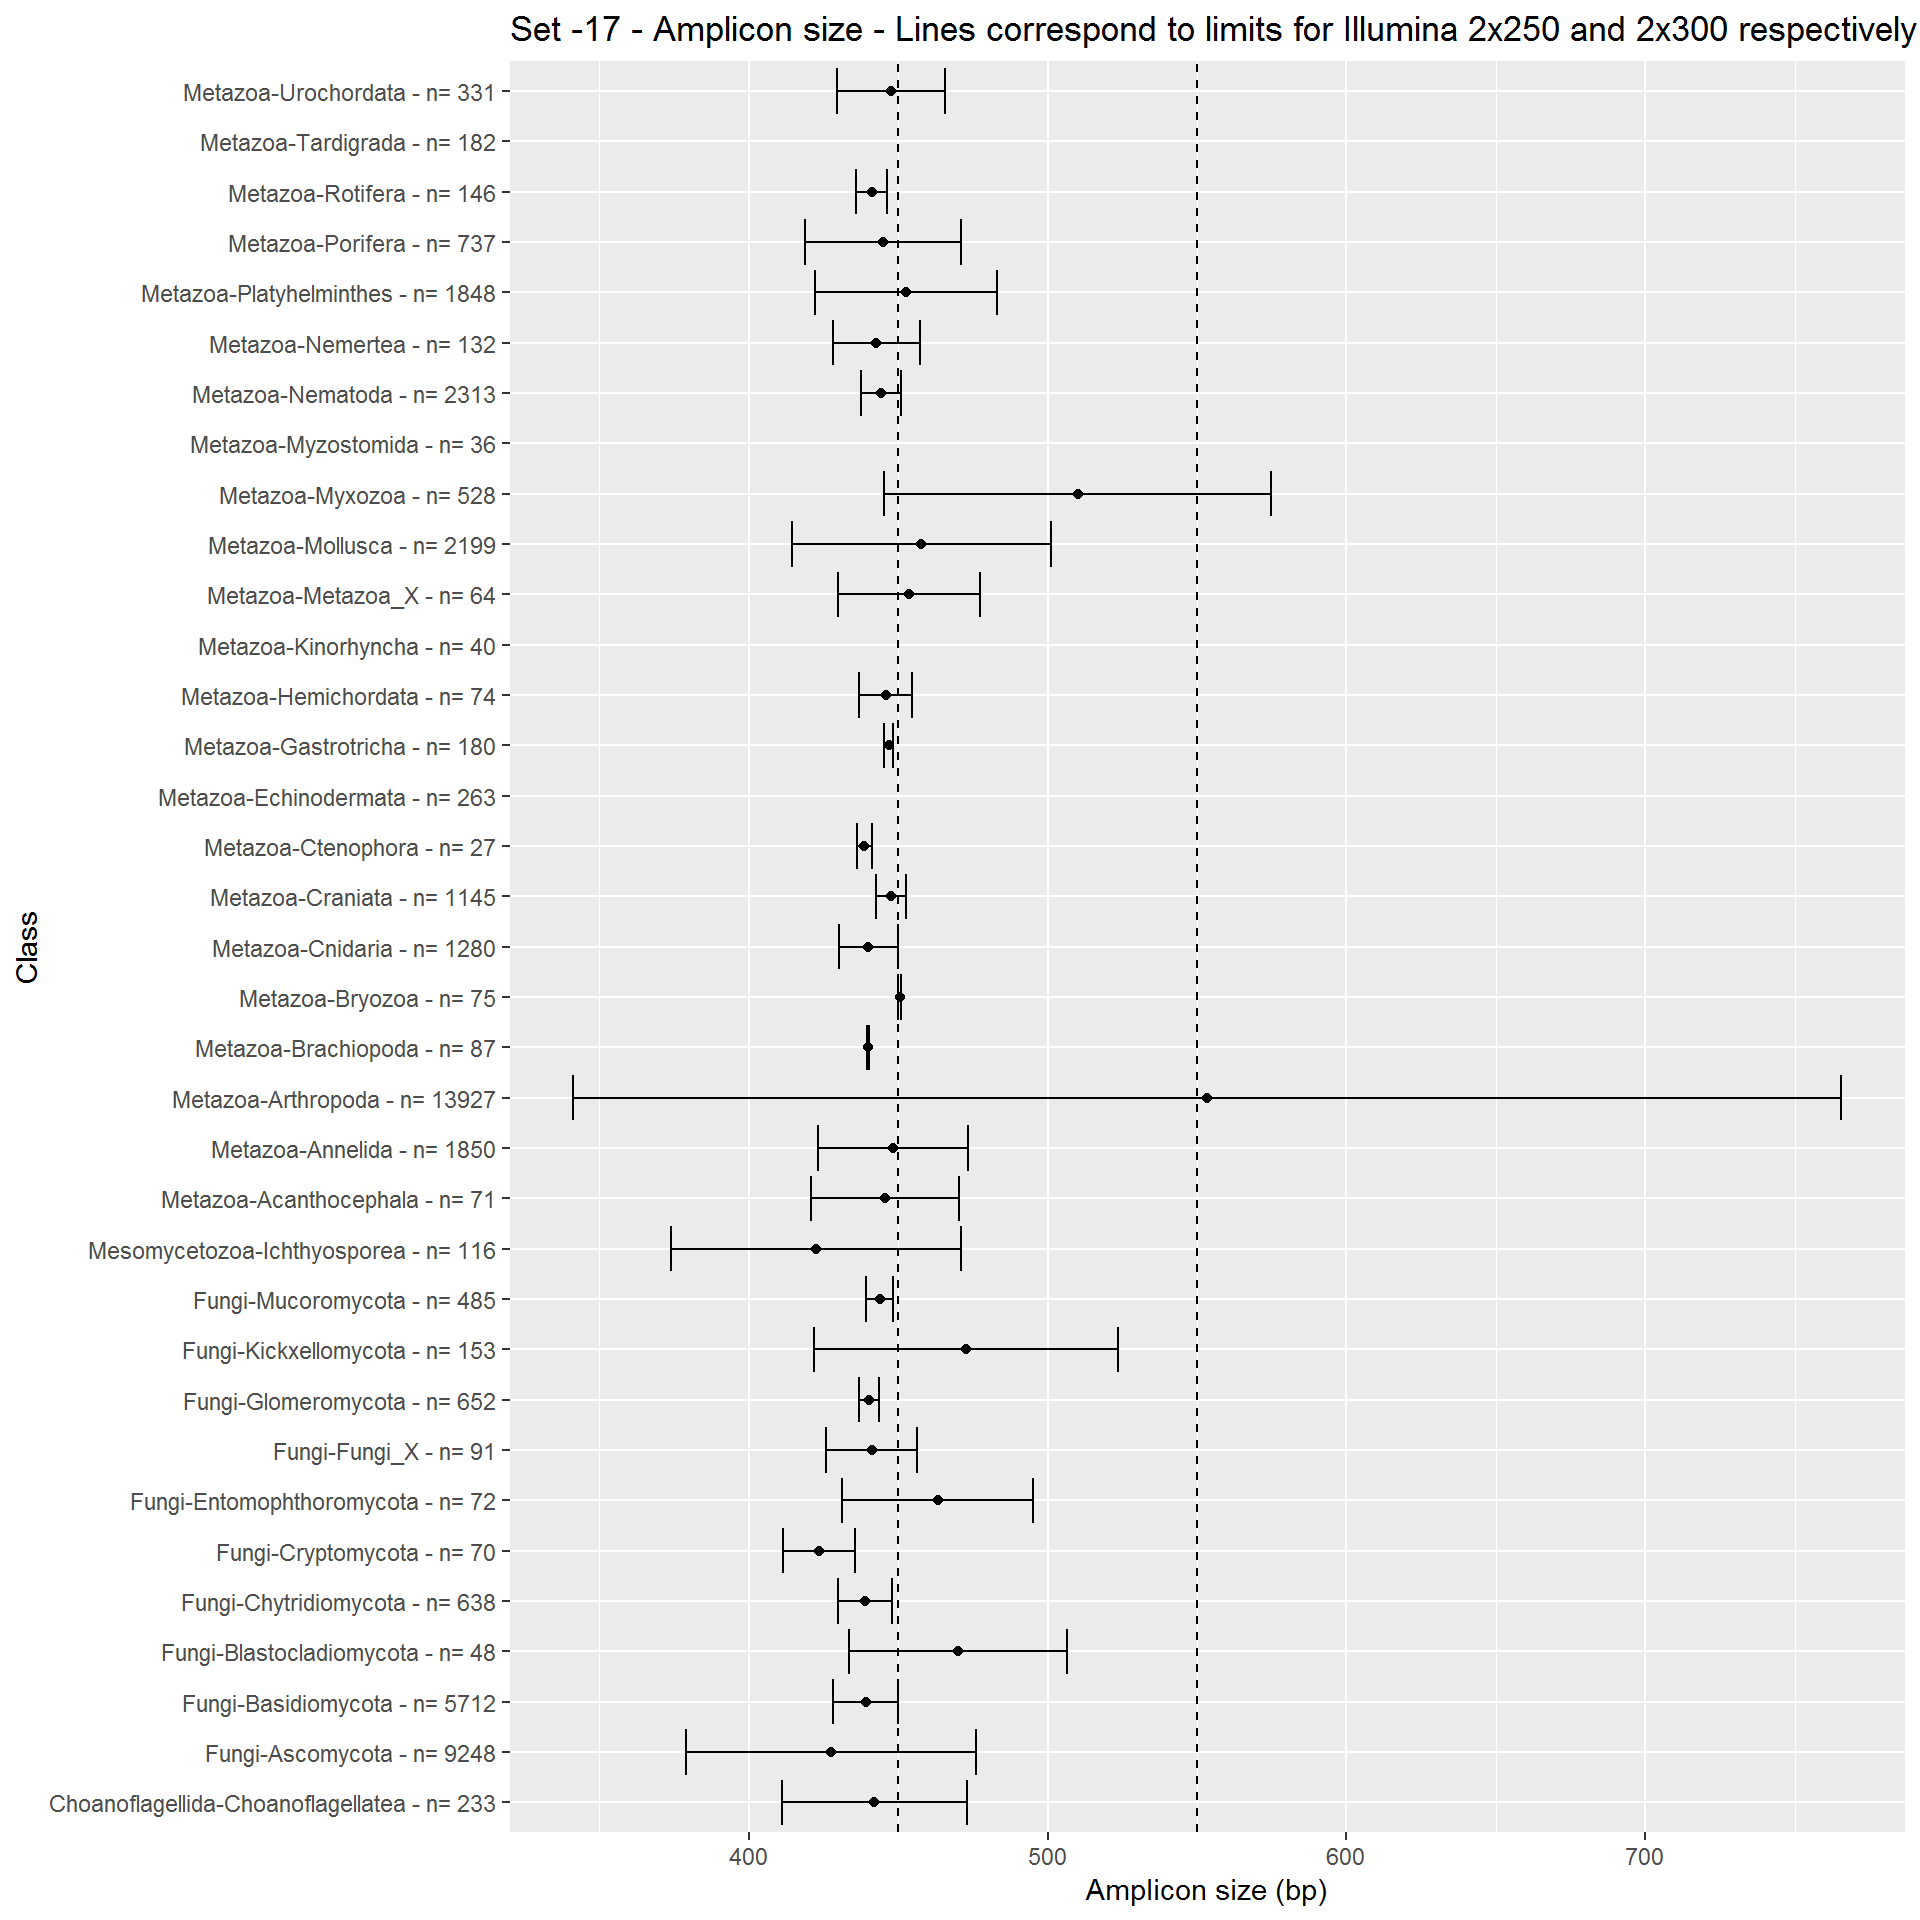 Set -17 - Amplicon size - Lines correspond to limits for Illumina 2x250 and 2x300 respectively
Metazoa-Urochordata - n= 331
Metazoa-Tardigrada - n= 182
Metazoa-Rotifera - n= 146
Metazoa-Porifera - n= 737
Metazoa-Platyhelminthes - n= 1848
Metazoa-Nemertea - n= 132
Metazoa-Nematoda - n= 2313
Metazoa-Myzostomida - n= 36
Metazoa-Myxozoa - n= 528
Metazoa-Mollusca - n= 2199
Metazoa-Metazoa_X - n= 64
Metazoa-Kinorhyncha - n= 40
Metazoa-Hemichordata - n= 74
Metazoa-Gastrotricha - n= 180
Metazoa-Echinodermata - n= 263
Metazoa-Ctenophora - n= 27
Metazoa-Craniata - n= 1145
Metazoa-Cnidaria - n= 1280
Metazoa-Bryozoa - n= 75
Metazoa-Brachiopoda - n= 87
Metazoa-Arthropoda - n= 13927
Metazoa-Annelida - n= 1850
Metazoa-Acanthocephala - n= 71
Mesomycetozoa-Ichthyosporea - n= 116
Fungi-Mucoromycota - n= 485
Fungi-Kickxellomycota - n= 153
Fungi-Glomeromycota - n= 652
Fungi-Fungi_X - n= 91
Fungi-Entomophthoromycota - n= 72
Fungi-Cryptomycota - n= 70
Fungi-Chytridiomycota - n= 638
Fungi-Blastocladiomycota - n= 48
Fungi-Basidiomycota - n= 5712
Fungi-Ascomycota - n= 9248
Choanoflagellida-Choanoflagellatea - n= 233
Class
400 500 600 700
Amplicon size (bp)